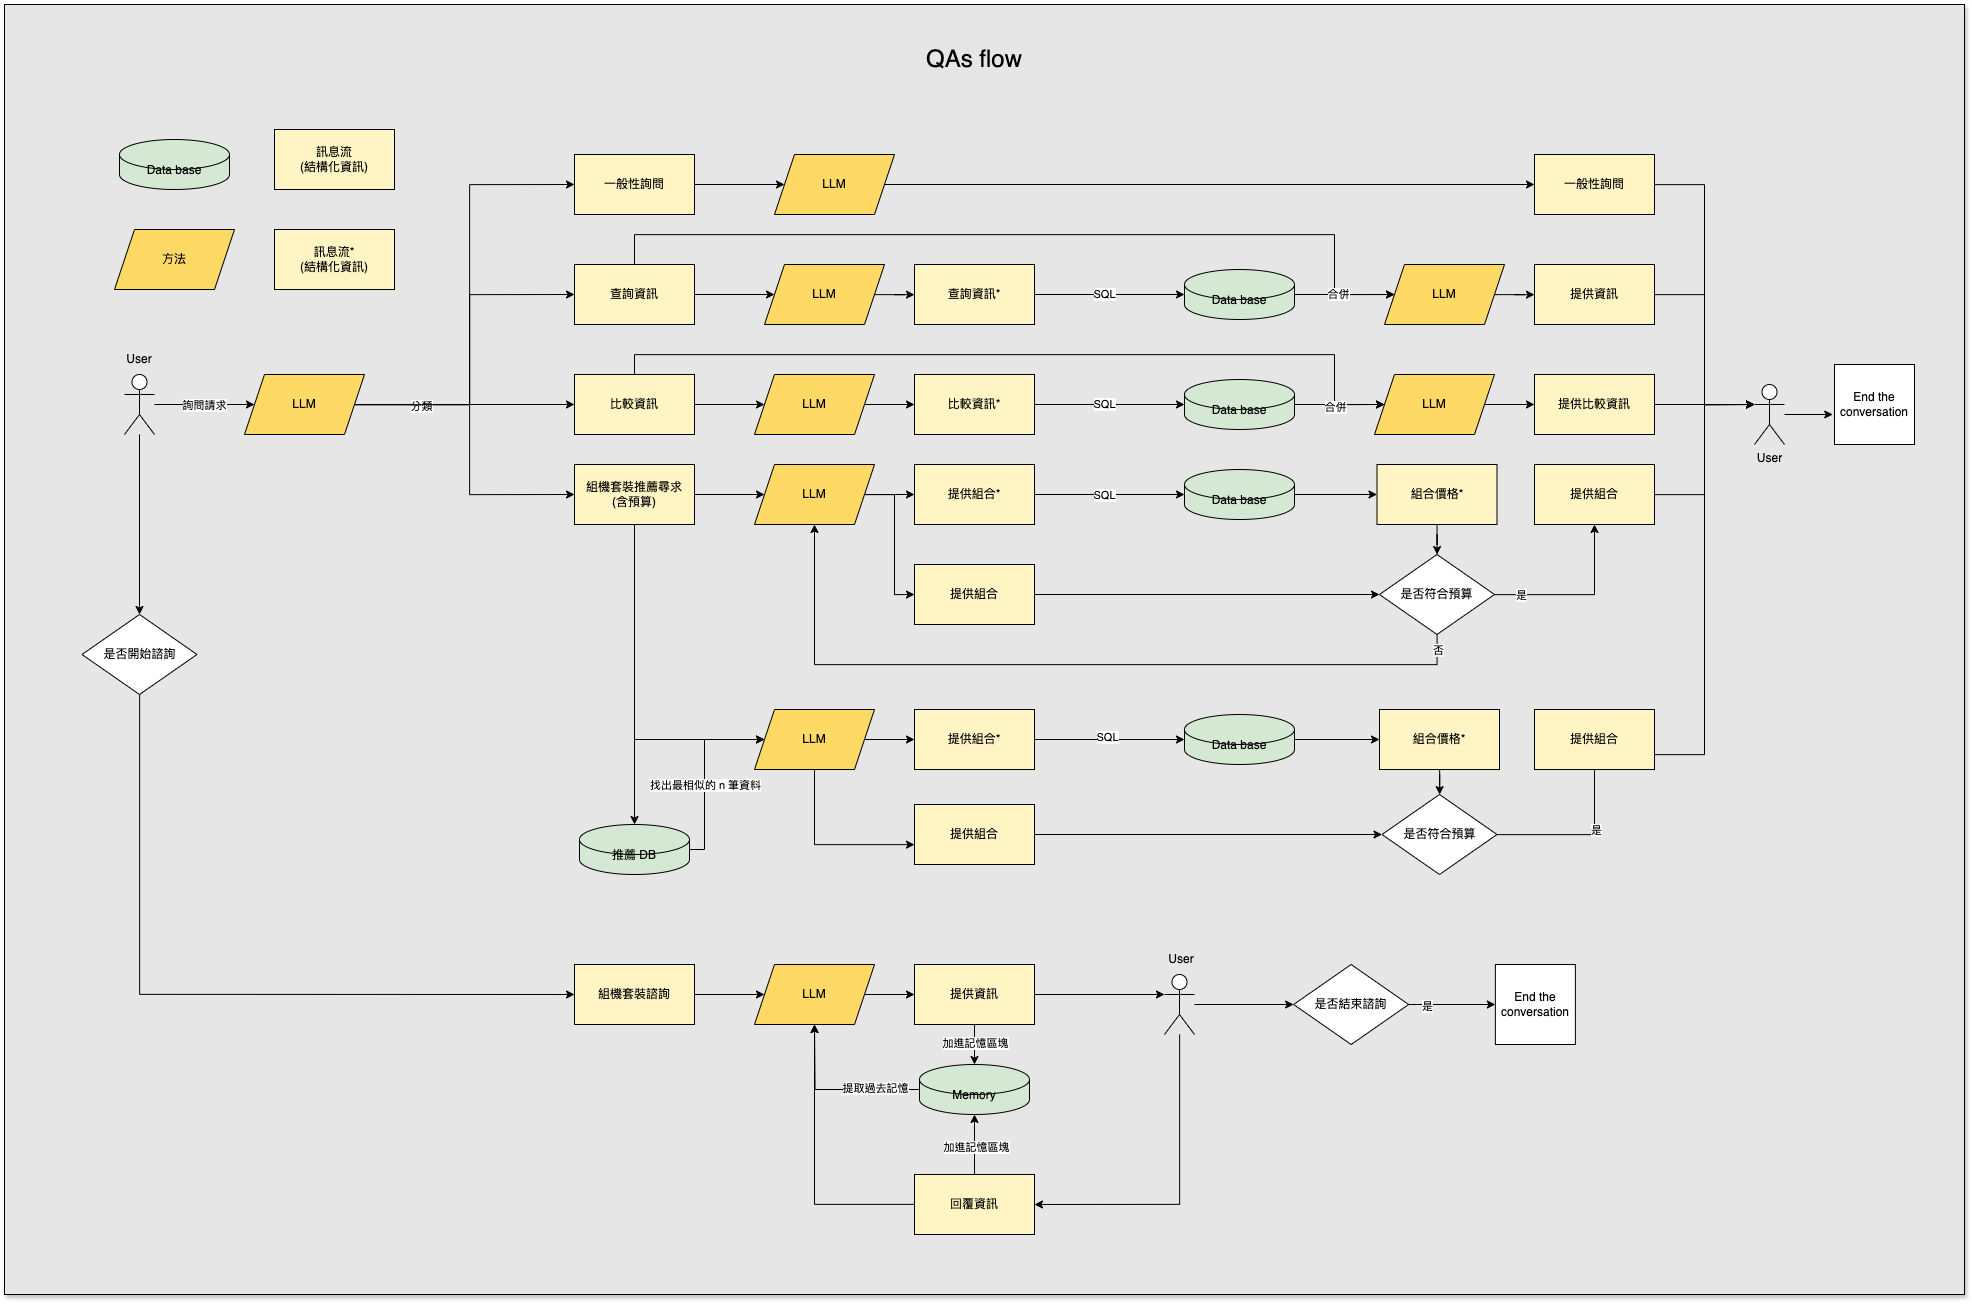 QAs flow
Data base
訊息流
(結構化資訊)
方法
訊息流*
(結構化資訊)
一般性詢問
LLM
一般性詢問
查詢資訊
LLM
查詢資訊*
SQL
Data base
合併
LLM
提供資訊
User
詢問請求
LLM
分類
比較資訊
LLM
比較資訊*
SQL
Data base
合併
LLM
提供比較資訊
User
End the
conversation
組機套裝推薦尋求
(含預算)
LLM
提供組合*
SQL
Data base
組合價格*
提供組合
提供組合
是否符合預算
是
否
是否開始諮詢
LLM
提供組合*
SQL
Data base
組合價格*
提供組合
找出最相似的 n 筆資料
推薦 DB
提供組合
是否符合預算
是
組機套裝諮詢
LLM
提供資訊
User
是否結束諮詢
是
End the
conversation
加進記憶區塊
提取過去記憶
Memory
加進記憶區塊
回覆資訊